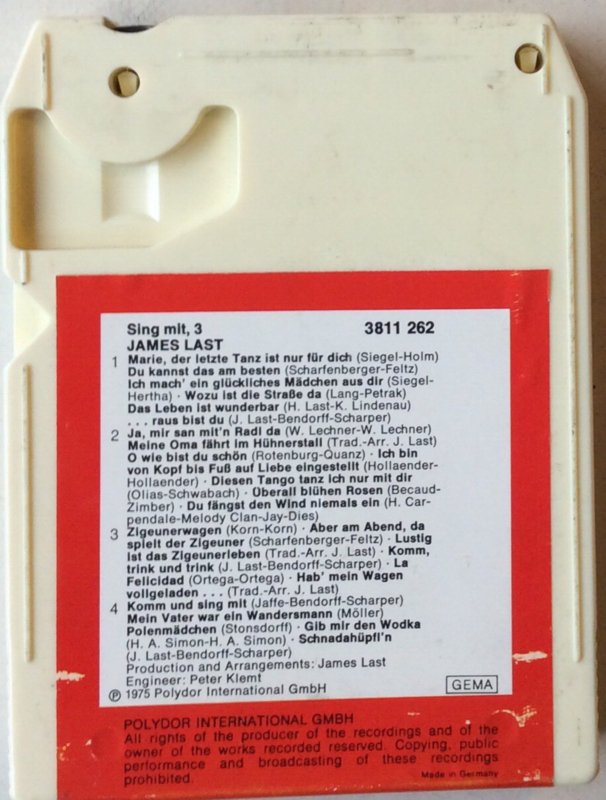 Sing mit, 3 3811 262
JAMES LAST
1 Marie, der letzte Tanz ist nur für dich (Siegel-Holm)
Du kannst das am besten (Scharfenberger-Feltz)
Ich mach' ein glückliches Mädchen aus dir (Siegel-
Hertha) · Wozu ist die Straße da (Lang-Petrak)
Das Leben ist wunderbar (H. Last-K. Lindenau)
. . . raus bist du (J. Last-Bendorff-Scharper)
2 Ja, mir san mit'n Radl da (W. Lechner-W. Lechner)
Meine Oma fährt im Hühnerstall (Trad.-Arr. J. Last)
O wie bist du schön (Rotenburg-Quanz) · Ich bin
von Kopf bis Fuß auf Liebe eingestellt (Hollaender-
Hollaender) · Diesen Tango tanz ich nur mit dir
(Olias-Schwabach) · Überall blühen Rosen (Becaud-
Zimber) · Du fängst den Wind niemals ein (H. Car-
pendale-Melody Clan-Jay-Dies)
3 Zigeunerwagen (Korn-Korn) · Aber am Abend, da
spielt der Zigeuner (Scharfenberger-Feltz) · Lustig
ist das Zigeunerleben (Trad.-Arr. J. Last) · Komm,
trink und trink (J. Last-Bendorff-Scharper) · La
Felicidad (Ortega-Ortega) · Hab' mein Wagen
vollgeladen . . . (Trad.-Arr. J. Last)
4 Komm und sing mit (Jaffe-Bendorff-Scharper)
Mein Vater war ein Wandersmann (Möller)
Polenmädchen (Stonsdorff) · Gib mir den Wodka
(H. A. Simon-H. A. Simon) · Schnadahüpfl'n
(J. Last-Bendorff-Scharper)
Production and Arrangements: James Last
Engineer: Peter Klemt
℗ 1975 Polydor International GmbH
GEMA
POLYDOR INTERNATIONAL GMBH
All rights of the producer of the recordings and of the
owner of the works recorded reserved. Copying, public
performance and broadcasting of these recordings
prohibited.
Made in Germany